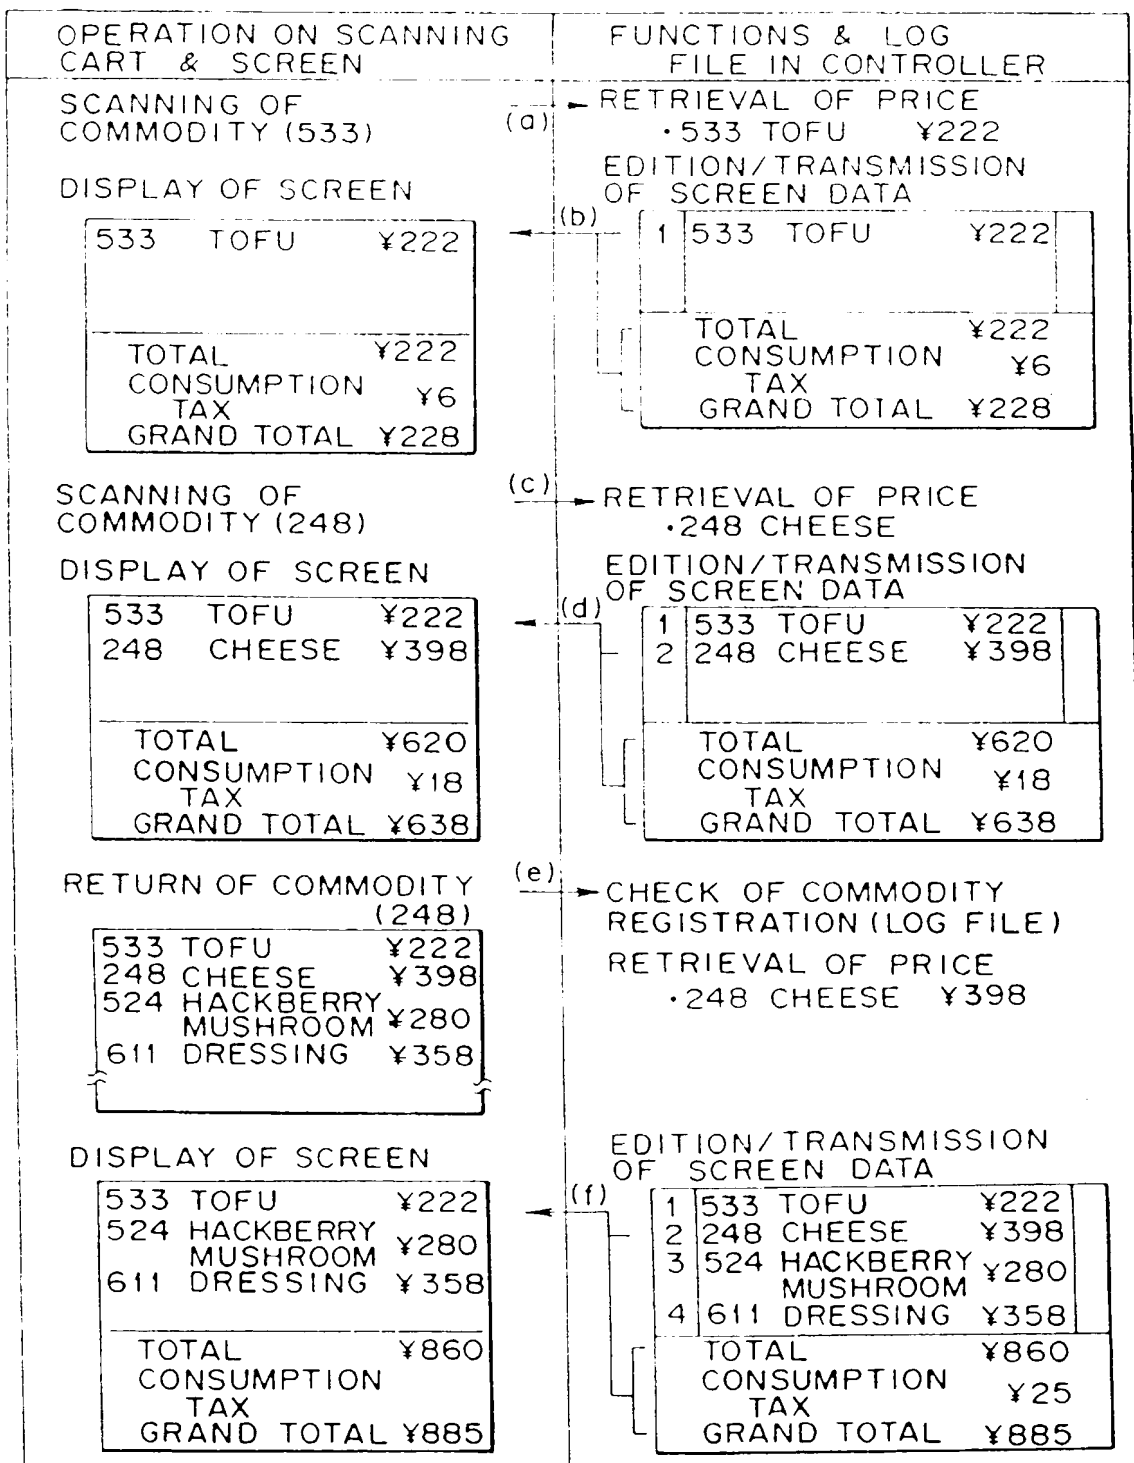 OPERATION ON SCANNING
CART & SCREEN
FUNCTIONS & LOG
FILE IN CONTROLLER
SCANNING OF
COMMODITY (533)
(a)
RETRIEVAL OF PRICE
·533 TOFU ¥222
DISPLAY OF SCREEN
EDITION/TRANSMISSION
OF SCREEN DATA
533 TOFU ¥222
TOTAL ¥222
CONSUMPTION
TAX ¥6
GRAND TOTAL ¥228
(b)
1 533 TOFU ¥222
TOTAL ¥222
CONSUMPTION
TAX ¥6
GRAND TOTAL ¥228
SCANNING OF
COMMODITY (248)
(c)
RETRIEVAL OF PRICE
·248 CHEESE
DISPLAY OF SCREEN
EDITION/TRANSMISSION
OF SCREEN DATA
533 TOFU ¥222
248 CHEESE ¥398
TOTAL ¥620
CONSUMPTION
TAX ¥18
GRAND TOTAL ¥638
(d)
1 533 TOFU ¥222
2 248 CHEESE ¥398
TOTAL ¥620
CONSUMPTION
TAX ¥18
GRAND TOTAL ¥638
RETURN OF COMMODITY
(248)
(e)
CHECK OF COMMODITY
REGISTRATION (LOG FILE)
RETRIEVAL OF PRICE
·248 CHEESE ¥398
533 TOFU ¥222
248 CHEESE ¥398
524 HACKBERRY
MUSHROOM ¥280
611 DRESSING ¥358
DISPLAY OF SCREEN
EDITION/TRANSMISSION
OF SCREEN DATA
533 TOFU ¥222
524 HACKBERRY
MUSHROOM ¥280
611 DRESSING ¥358
TOTAL ¥860
CONSUMPTION
TAX
GRAND TOTAL ¥885
(f)
1 533 TOFU ¥222
2 248 CHEESE ¥398
3 524 HACKBERRY
MUSHROOM ¥280
4 611 DRESSING ¥358
TOTAL ¥860
CONSUMPTION
TAX ¥25
GRAND TOTAL ¥885